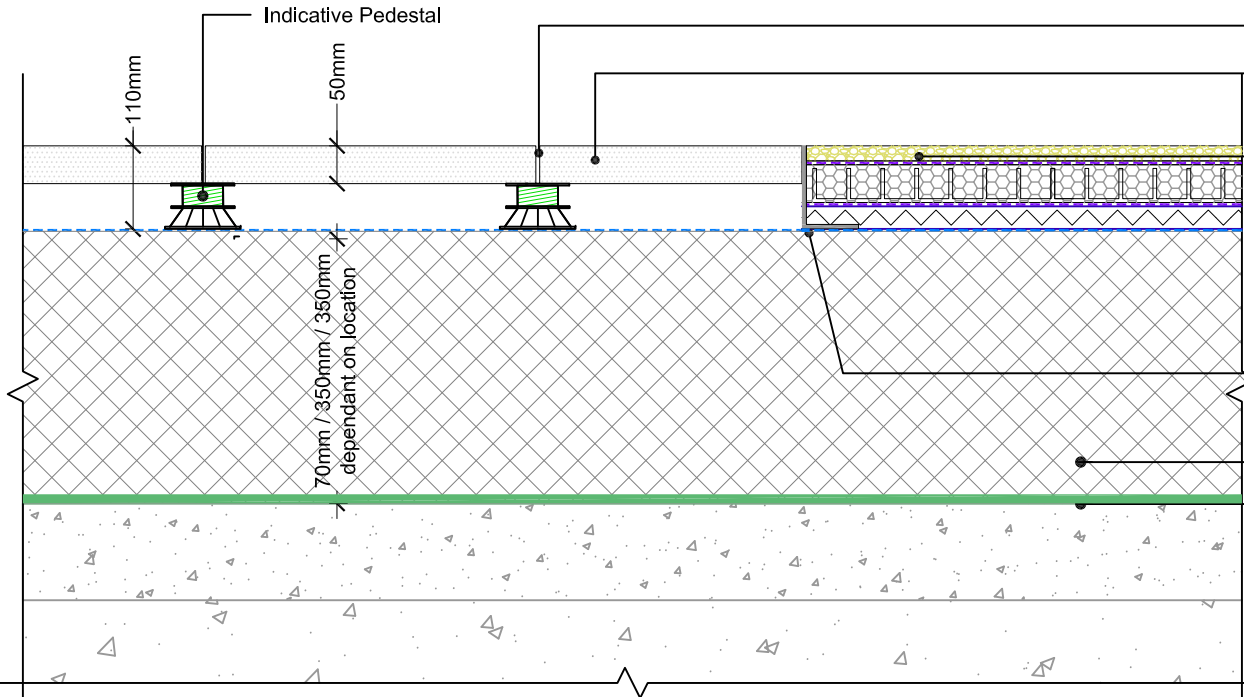 Indicative Pedestal
110mm
50mm
70mm / 350mm / 350mm
dependant on location